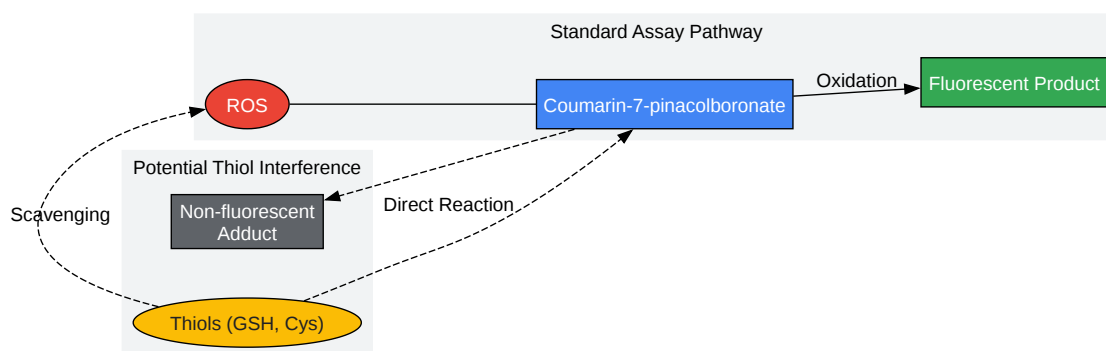 Standard Assay Pathway
ROS
Coumarin-7-pinacolboronate
Oxidation
Fluorescent Product
Potential Thiol Interference
Scavenging
Non-fluorescent
Adduct
Direct Reaction
Thiols (GSH, Cys)